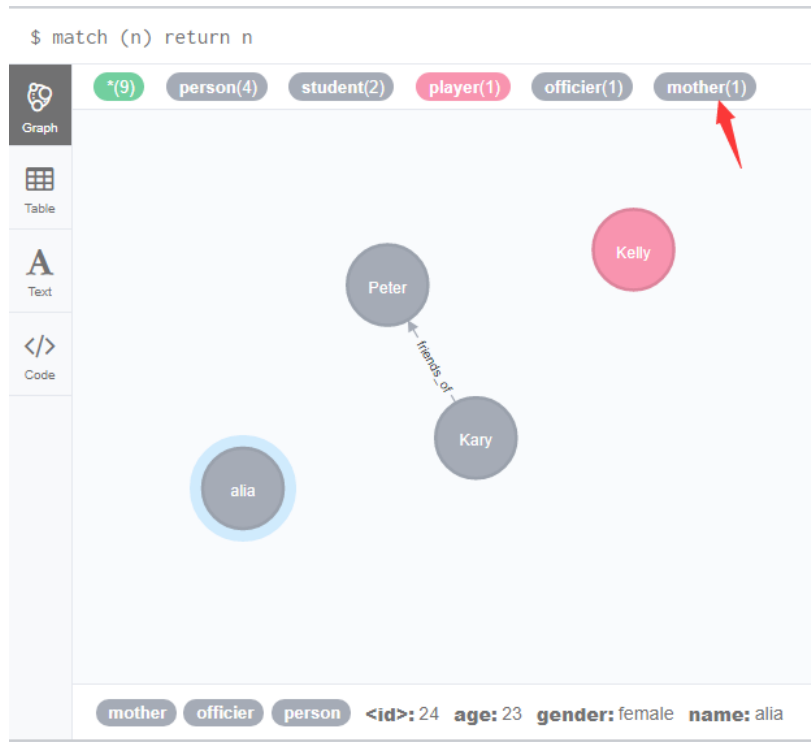 $ match (n) return n
*(9) person(4) student(2) player(1) officier(1) mother(1)
Graph
Table
A
Text
</>
Code
Kelly
Peter
friends_of
Kary
alia
mother officier person <id>: 24 age: 23 gender: female name: alia